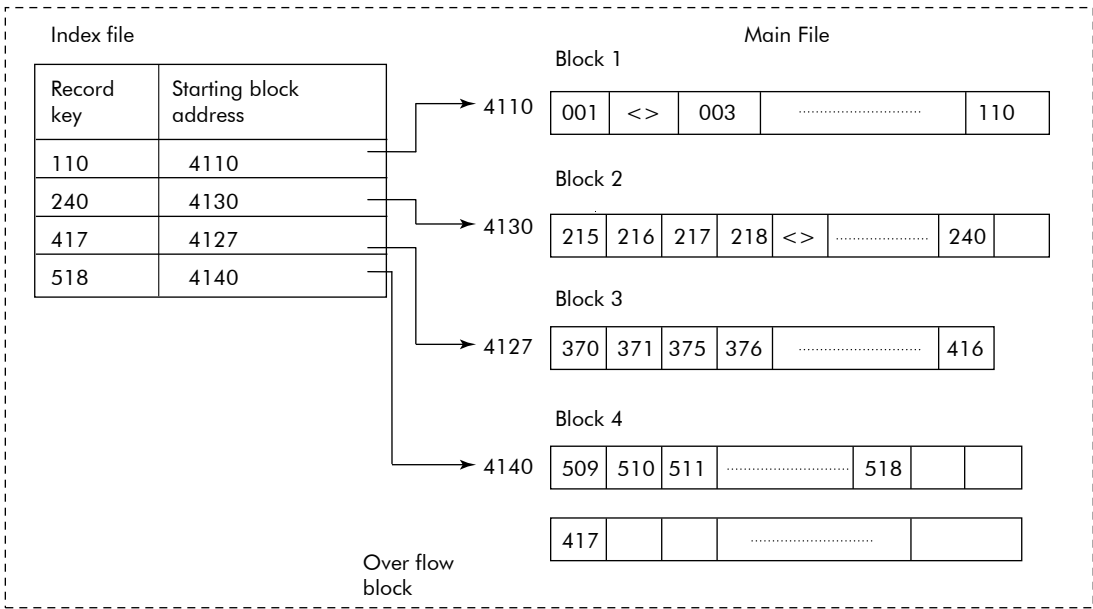 Index file
Main File
Record key
Starting block address
110 4110
240 4130
417 4127
518 4140
Block 1
4110 001 <> 003 .............................. 110
Block 2
4130 215 216 217 218 <> ....................... 240
Block 3
4127 370 371 375 376 .............................. 416
Block 4
4140 509 510 511 .............................. 518
417 ..............................
Over flow
block